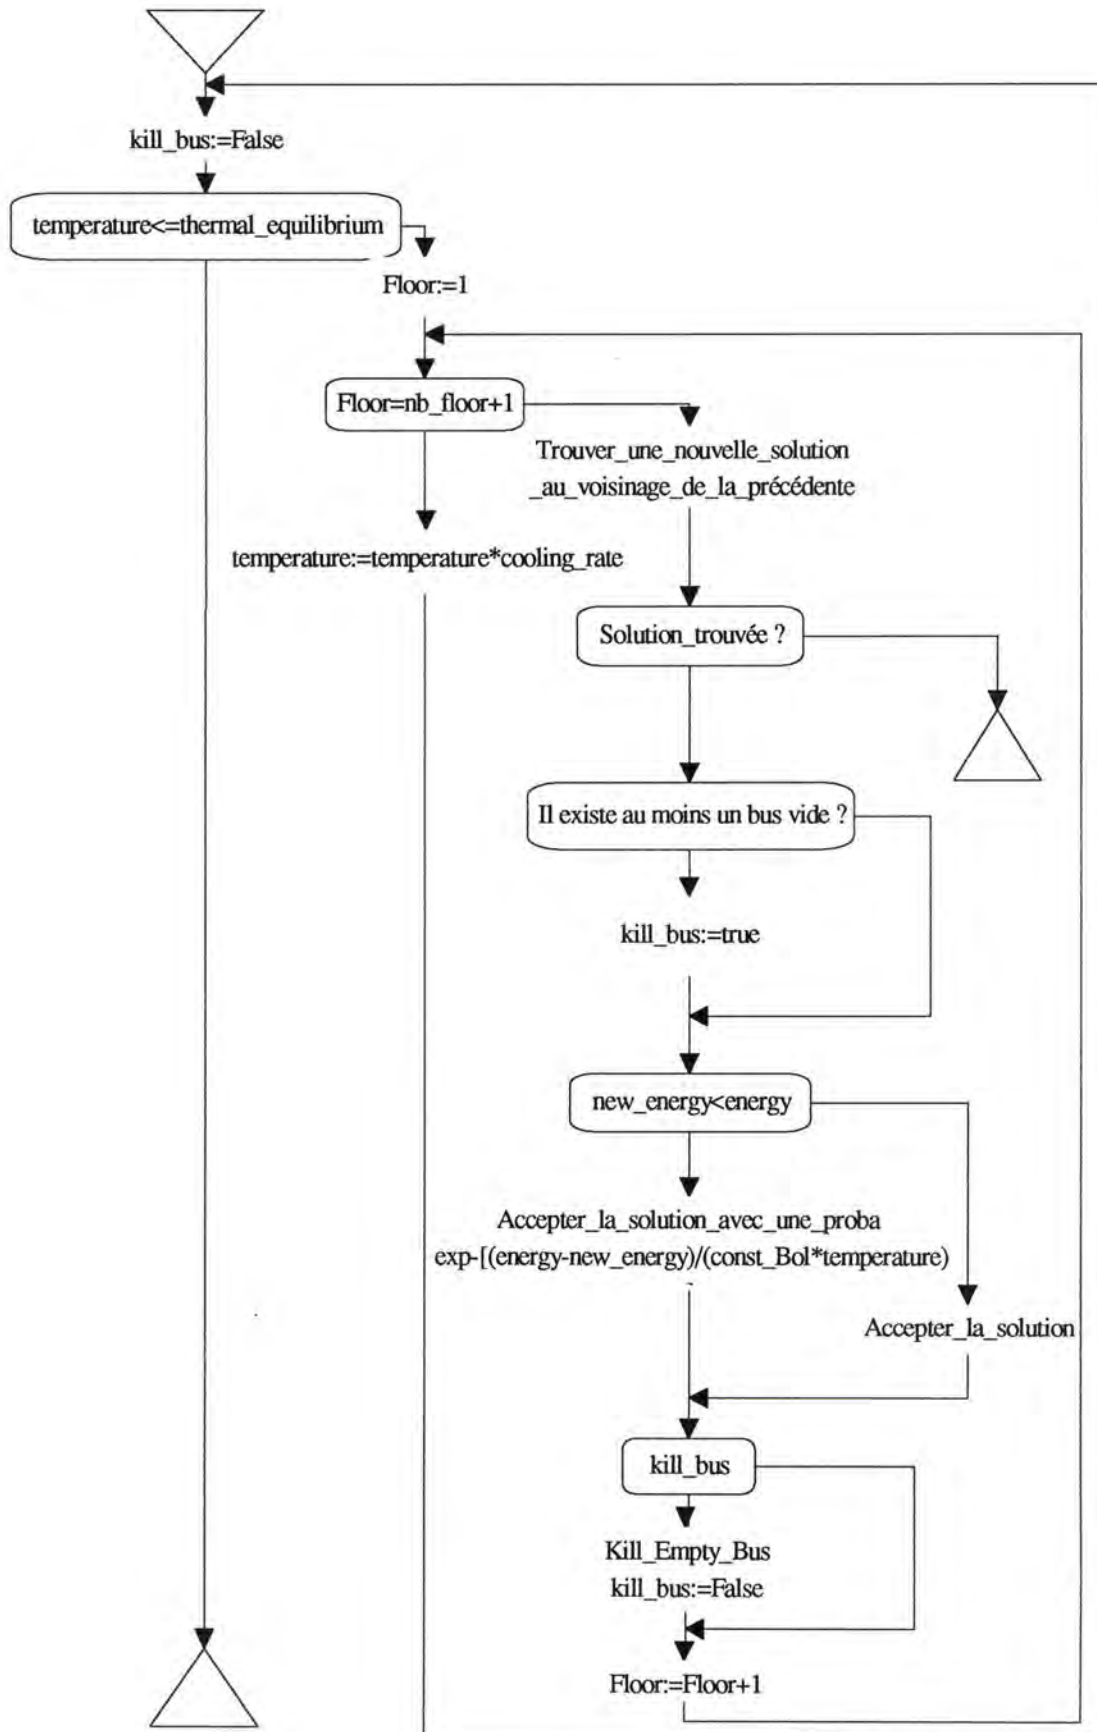 kill_bus:=False
temperature<=thermal_equilibrium
Floor:=1
Floor=nb_floor+1
Trouver_une_nouvelle_solution
_au_voisinage_de_la_précédente
temperature:=temperature*cooling_rate
Solution_trouvée ?
Il existe au moins un bus vide ?
kill_bus:=true
new_energy<energy
Accepter_la_solution_avec_une_proba
exp-[(energy-new_energy)/(const_Bol*temperature)
Accepter_la_solution
kill_bus
Kill_Empty_Bus
kill_bus:=False
Floor:=Floor+1